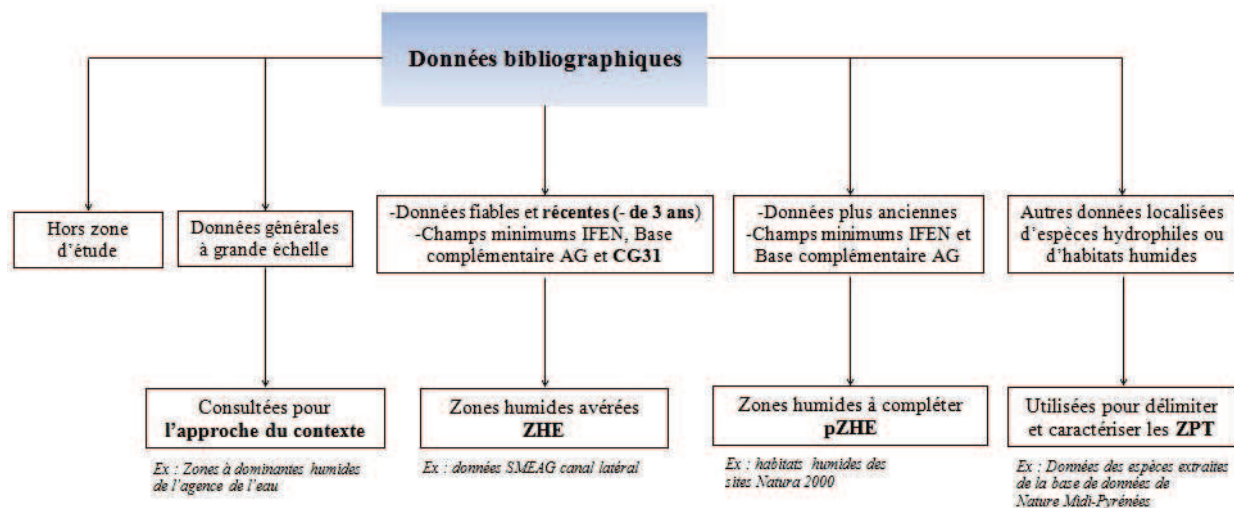 Données bibliographiques
Hors zone
d'étude
Données générales
à grande échelle
-Données fiables et récentes (- de 3 ans)
-Champs minimums IFEN, Base
complémentaire AG et CG31
-Données plus anciennes
-Champs minimums IFEN et
Base complémentaire AG
Autres données localisées
d'espèces hydrophiles ou
d'habitats humides
Consultées pour
l'approche du contexte
Ex : Zones à dominantes humides
de l'agence de l'eau
Zones humides avérées
ZHE
Ex : données SMEAG canal latéral
Zones humides à compléter
pZHE
Ex : habitats humides des
sites Natura 2000
Utilisées pour délimiter
et caractériser les ZPT
Ex : Données des espèces extraites
de la base de données de
Nature Midi-Pyrénées